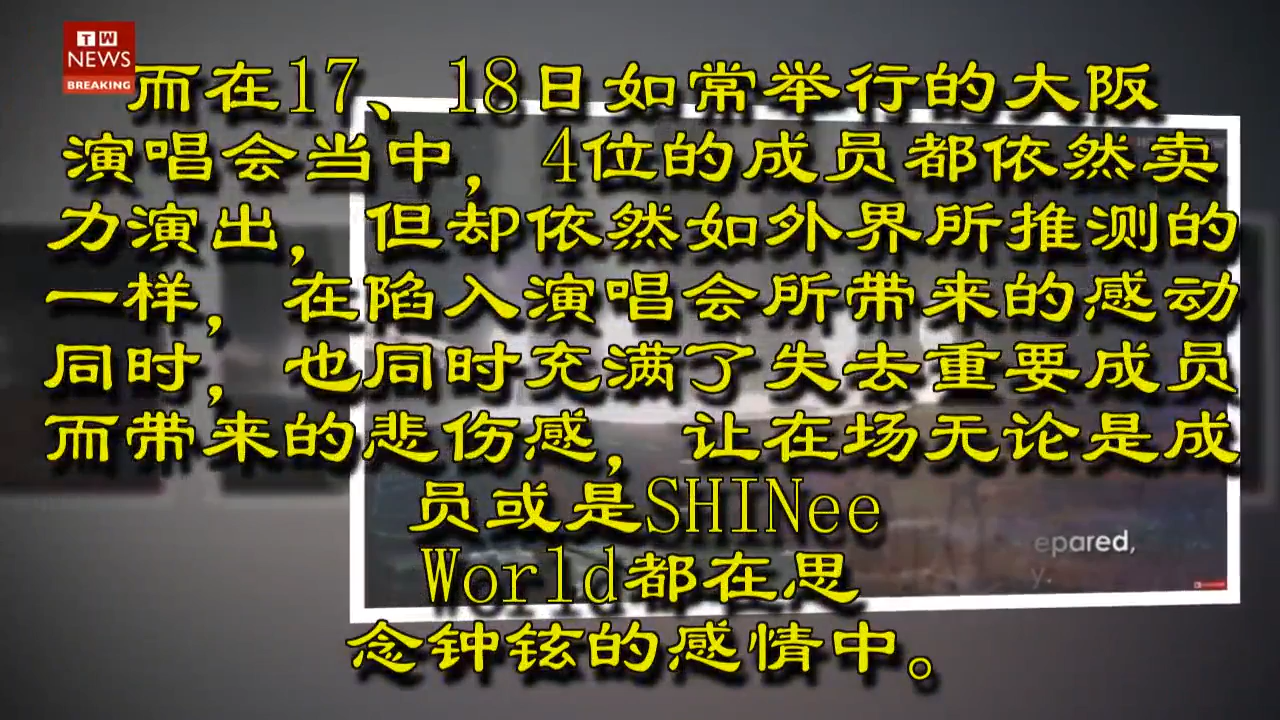 TW
NEWS
BREAKING
而在17、18日如常举行的大阪
演唱会当中，4位的成员都依然卖
力演出，但却依然如外界所推测的
一样，在陷入演唱会所带来的感动
同时，也同时充满了失去重要成员
而带来的悲伤感，让在场无论是成
员或是SHINee
World都在思
念钟铉的感情中。
epared,
y.